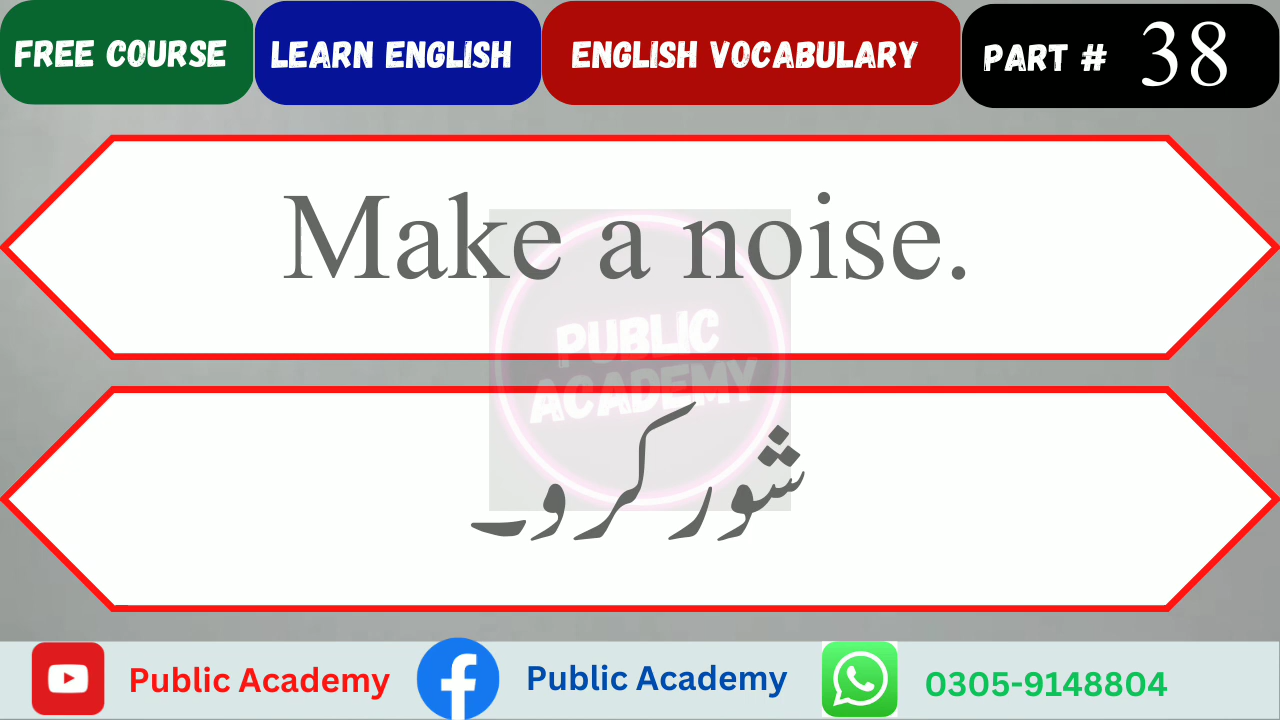 FREE COURSE LEARN ENGLISH ENGLISH VOCABULARY PART # 38
Make a noise.
PUBLIC
ACADEMY
شور کرو۔
Public Academy Public Academy 0305-9148804